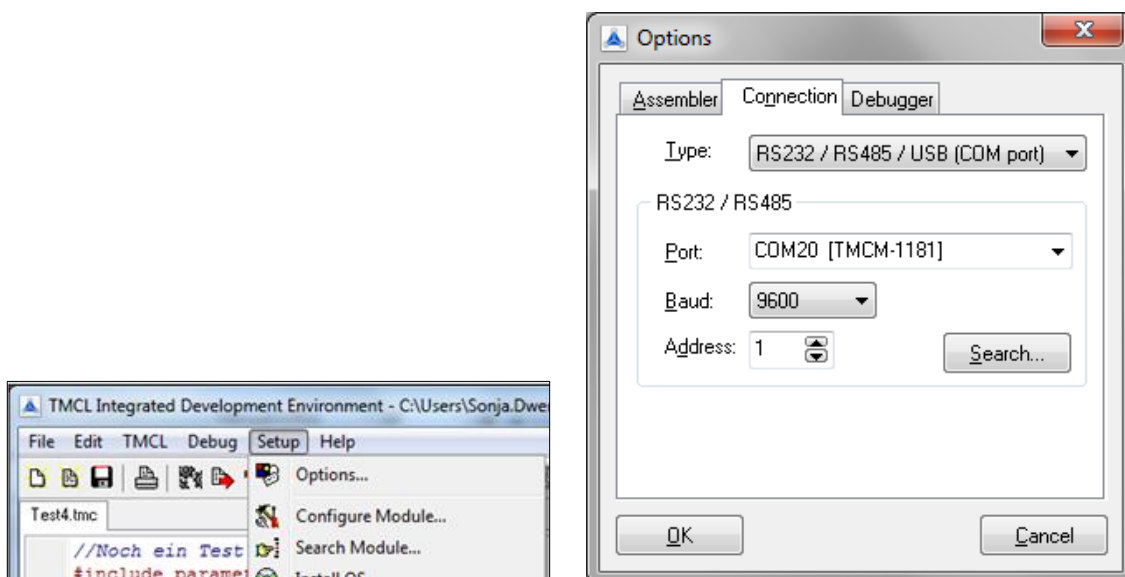 TMCL Integrated Development Environment - C:\Users\Sonja.Dwe
File Edit TMCL Debug Setup Help
Options...
Test4.tmc
Configure Module...
//Noch ein Test
Search Module...
#include parame
Install OS
Options
Assembler Connection Debugger
Type: RS232 / RS485 / USB (COM port)
RS232 / RS485
Port: COM20 [TMCM-1181]
Baud: 9600
Address: 1
Search...
OK Cancel